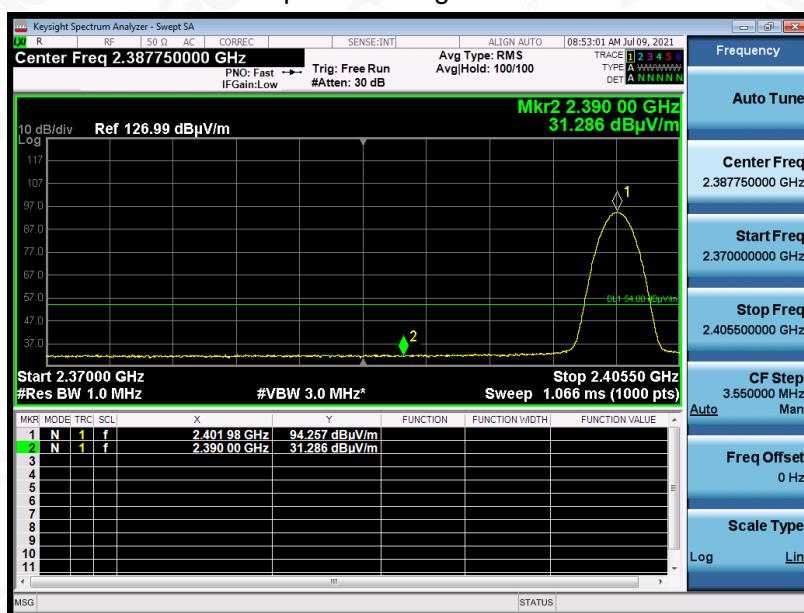 Keysight Spectrum Analyzer - Swept SA
LXI R RF 50 Ω AC CORREC SENSE:INT ALIGN AUTO 08:53:01 AM Jul 09, 2021
Center Freq 2.387750000 GHz
PNO: Fast
IFGain:Low
Trig: Free Run
#Atten: 30 dB
Avg Type: RMS
Avg|Hold: 100/100
TRACE 1 2 3 4 5 6
TYPE A WWWWW
DET A N N N N N
Mkr2 2.390 00 GHz
31.286 dBµV/m
10 dB/div Ref 126.99 dBµV/m
Log
117
107
97.0
87.0
77.0
67.0
57.0
47.0
37.0
1
2
DL1 54.00 dBµV/m
Start 2.37000 GHz Stop 2.40550 GHz
#Res BW 1.0 MHz #VBW 3.0 MHz* Sweep 1.066 ms (1000 pts)
MKR MODE TRC SCL X Y FUNCTION FUNCTION WIDTH FUNCTION VALUE
1 N 1 f 2.401 98 GHz 94.257 dBµV/m
2 N 1 f 2.390 00 GHz 31.286 dBµV/m
3
4
5
6
7
8
9
10
11
MSG STATUS
Frequency
Auto Tune
Center Freq
2.387750000 GHz
Start Freq
2.370000000 GHz
Stop Freq
2.405500000 GHz
CF Step
3.550000 MHz
Auto Man
Freq Offset
0 Hz
Scale Type
Log Lin